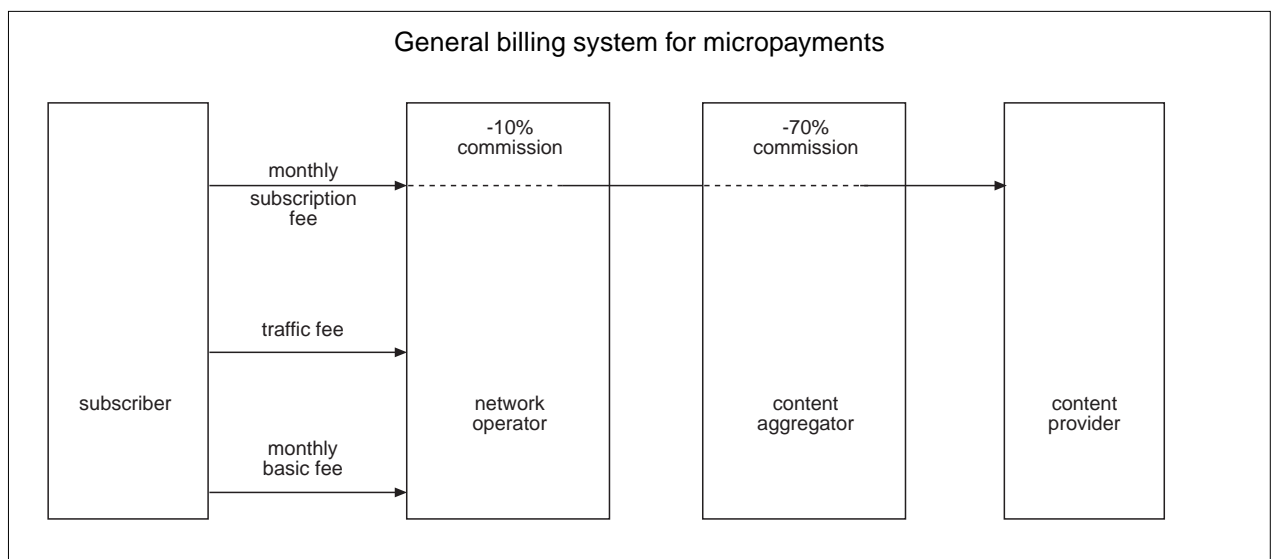 General billing system for micropayments
-10%
commission
-70%
commission
monthly
subscription
fee
traffic fee
subscriber
network
operator
content
aggregator
content
provider
monthly
basic fee